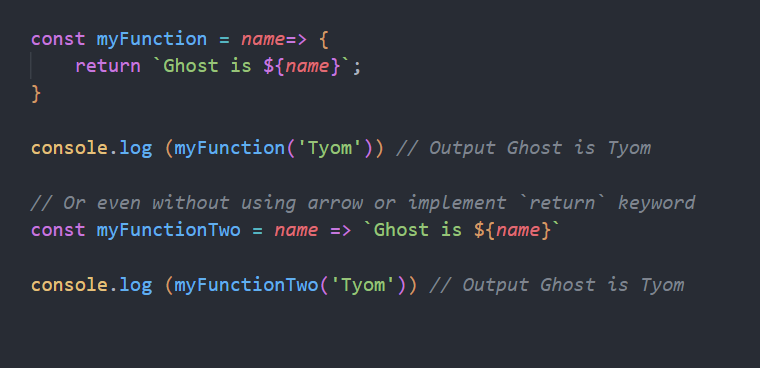 const myFunction = name=> {
    return `Ghost is ${name}`;
}
console.log (myFunction('Tyom')) // Output Ghost is Tyom
// Or even without using arrow or implement `return` keyword
const myFunctionTwo = name => `Ghost is ${name}`
console.log (myFunctionTwo('Tyom')) // Output Ghost is Tyom